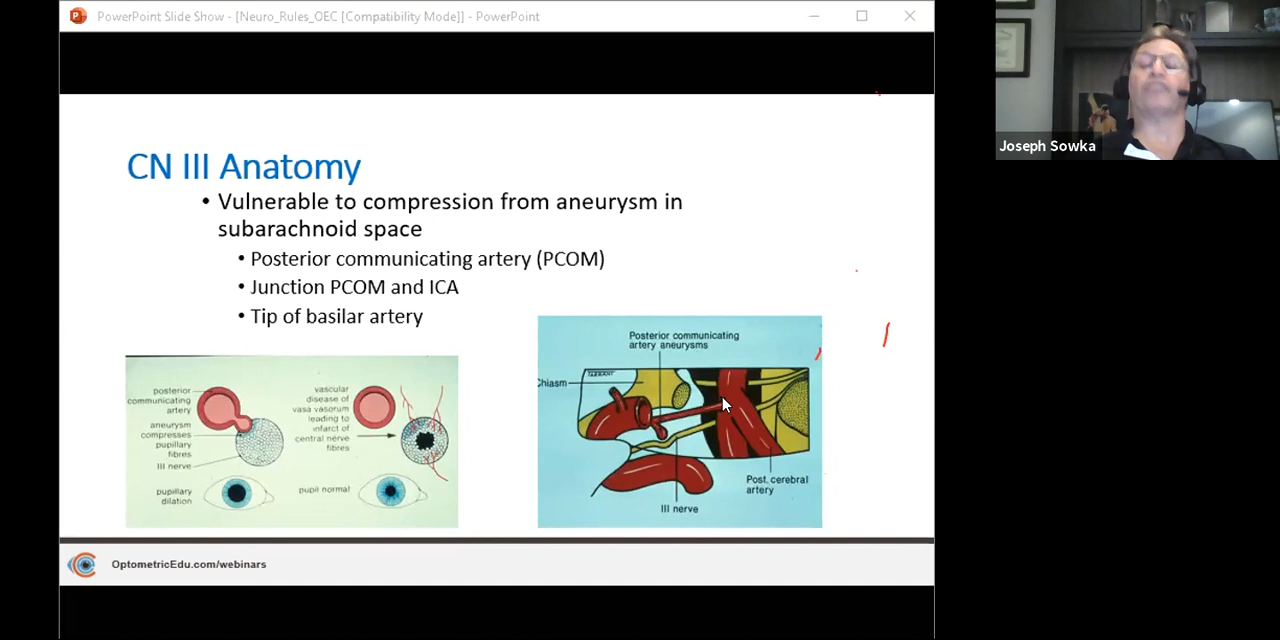 PowerPoint Slide Show - [Neuro_Rules_OEC [Compatibility Mode]] - PowerPoint
Joseph Sowka
CN III Anatomy
• Vulnerable to compression from aneurysm in
subarachnoid space
• Posterior communicating artery (PCOM)
• Junction PCOM and ICA
• Tip of basilar artery
posterior
communicating
artery
aneurysm
compresses
pupillary
fibres
III nerve
pupillary
dilation
vascular
disease of
vasa vasorum
leading to
infarct of
central nerve
fibres
pupil normal
Posterior communicating
artery aneurysms
Chiasm
Post. cerebral
artery
III nerve
OptometricEdu.com/webinars